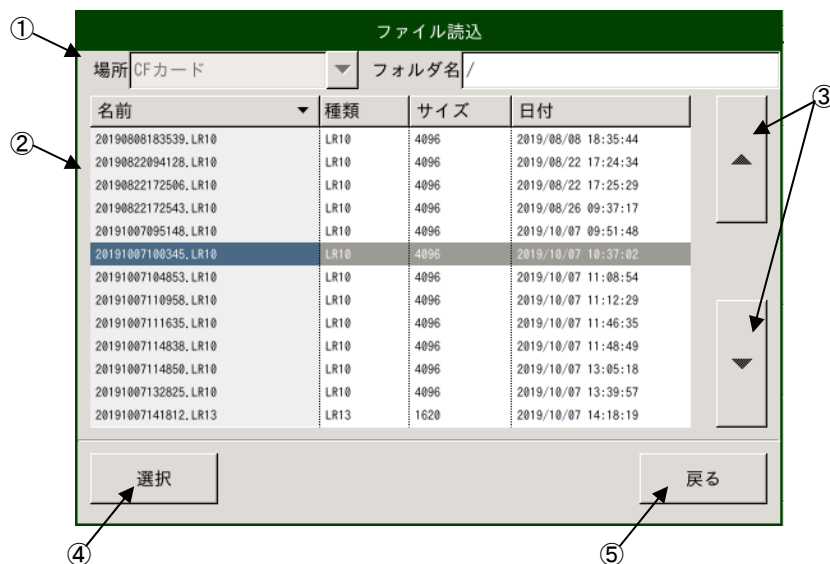 ファイル読込
①
場所 CFカード フォルダ名 /
③
名前 種類 サイズ 日付
②
20190808183539.LR10 LR10 4096 2019/08/08 18:35:44
20190822094128.LR10 LR10 4096 2019/08/22 17:24:34
20190822172506.LR10 LR10 4096 2019/08/22 17:25:29
20190822172543.LR10 LR10 4096 2019/08/26 09:37:17
20191007095148.LR10 LR10 4096 2019/10/07 09:51:48
20191007100345.LR10 LR10 4096 2019/10/07 10:37:02
20191007104853.LR10 LR10 4096 2019/10/07 11:08:54
20191007110958.LR10 LR10 4096 2019/10/07 11:12:29
20191007111635.LR10 LR10 4096 2019/10/07 11:46:35
20191007114838.LR10 LR10 4096 2019/10/07 11:48:49
20191007114850.LR10 LR10 4096 2019/10/07 13:05:18
20191007132825.LR10 LR10 4096 2019/10/07 13:39:57
20191007141812.LR13 LR13 1620 2019/10/07 14:18:19
選択 戻る
④ ⑤